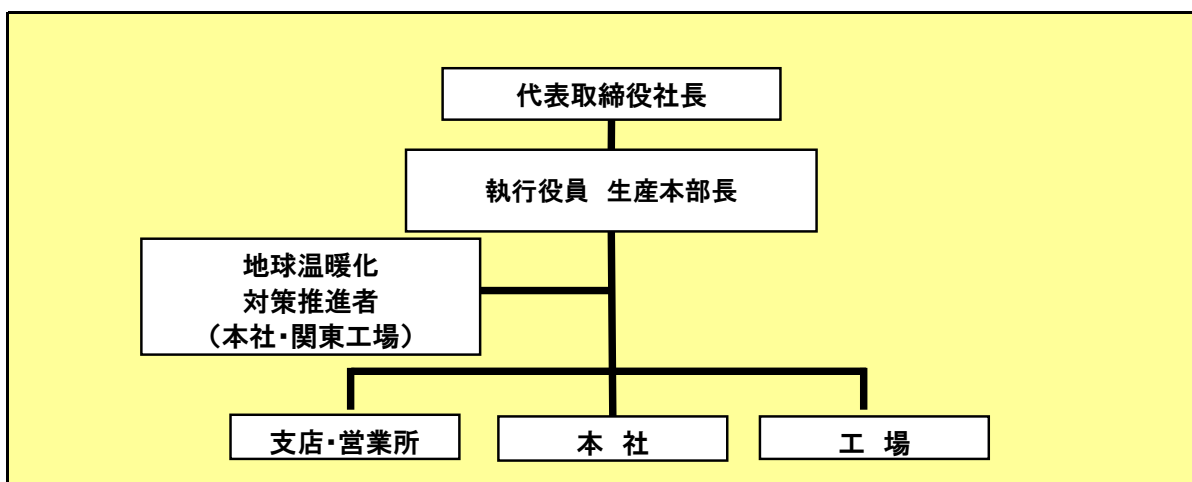 代表取締役社長
執行役員　生産本部長
地球温暖化
対策推進者
（本社・関東工場）
支店・営業所
本　社
工　場